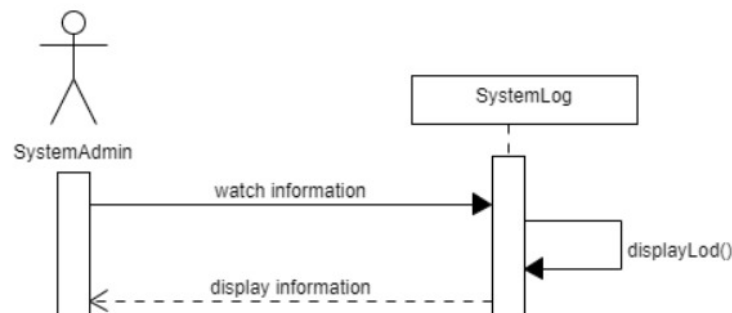 SystemLog
SystemAdmin
watch information
displayLod()
display information